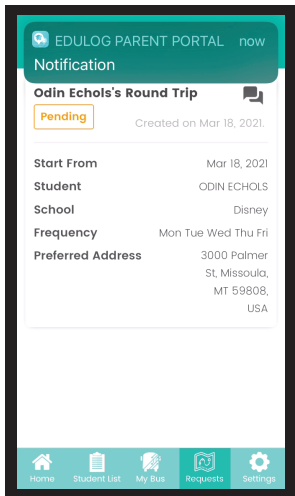 EDULOG PARENT PORTAL now
Notification
Odin Echols's Round Trip
Pending
Created on Mar 18, 2021.
Start From Mar 18, 2021
Student ODIN ECHOLS
School Disney
Frequency Mon Tue Wed Thu Fri
Preferred Address 3000 Palmer
St, Missoula,
MT 59808,
USA
Home Student List My Bus Requests Settings